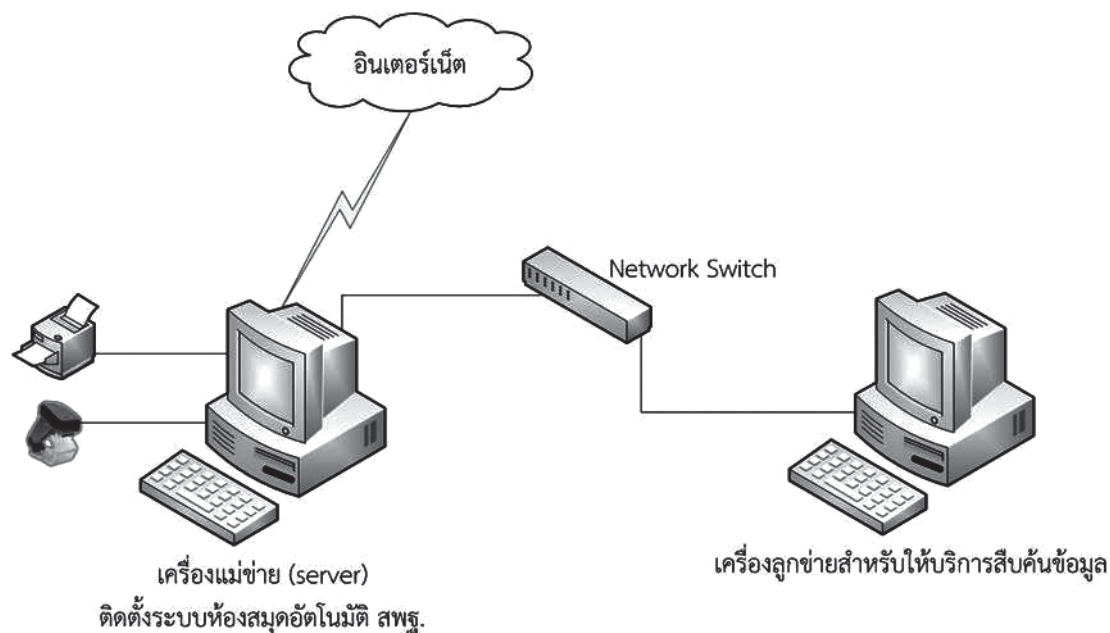 อินเตอร์เน็ต
Network Switch
เครื่องแม่ข่าย (server)
ติดตั้งระบบห้องสมุดอัตโนมัติ สพฐ.
เครื่องลูกข่ายสำหรับให้บริการสืบค้นข้อมูล